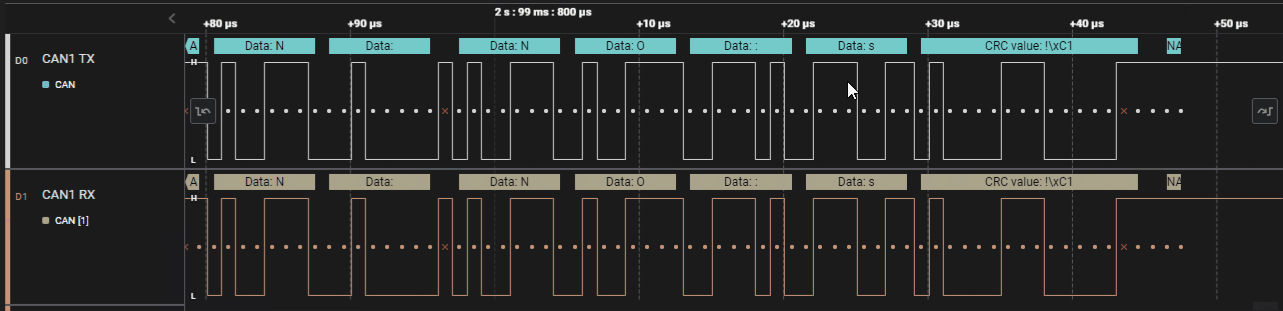 2 s : 99 ms : 800 µs
+80 µs +90 µs +10 µs +20 µs +30 µs +40 µs +50 µs
A Data: N Data: Data: N Data: O Data: : Data: s CRC value: !\xC1 NA
D0 CAN1 TX
H
CAN
L
A Data: N Data: Data: N Data: O Data: : Data: s CRC value: !\xC1 NA
D1 CAN1 RX
H
CAN [1]
L